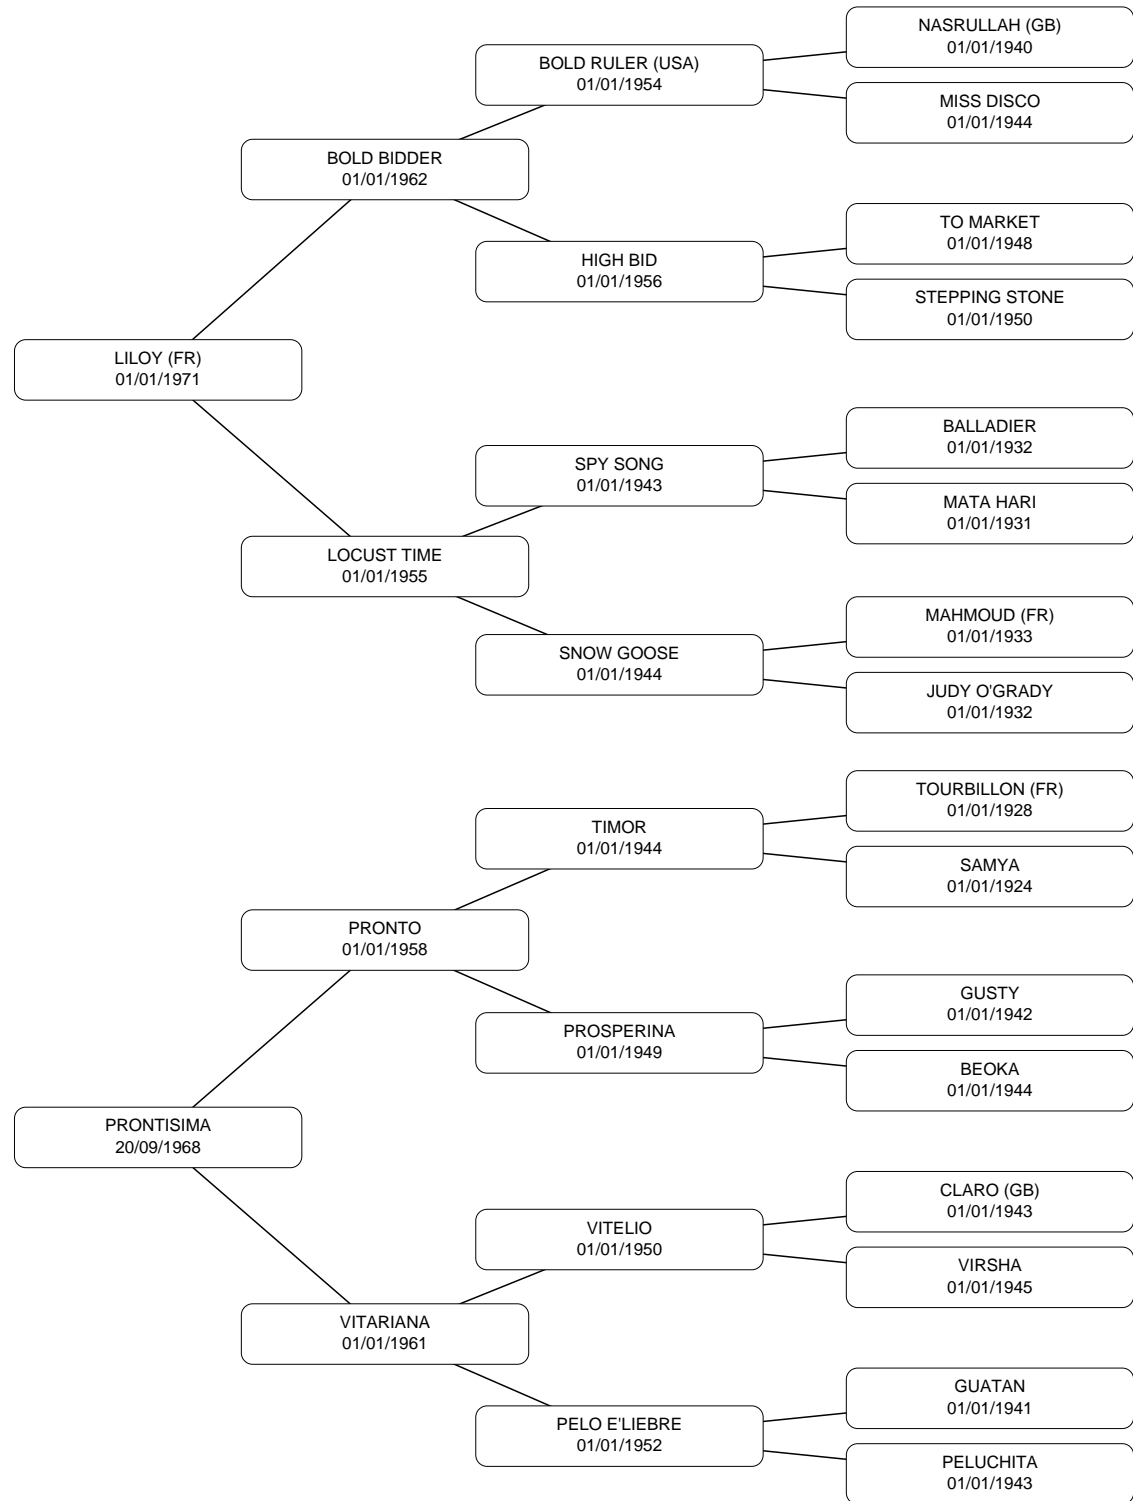 NASRULLAH (GB)
01/01/1940
BOLD RULER (USA)
01/01/1954
MISS DISCO
01/01/1944
BOLD BIDDER
01/01/1962
TO MARKET
01/01/1948
HIGH BID
01/01/1956
STEPPING STONE
01/01/1950
LILOY (FR)
01/01/1971
BALLADIER
01/01/1932
SPY SONG
01/01/1943
MATA HARI
01/01/1931
LOCUST TIME
01/01/1955
MAHMOUD (FR)
01/01/1933
SNOW GOOSE
01/01/1944
JUDY O'GRADY
01/01/1932
TOURBILLON (FR)
01/01/1928
TIMOR
01/01/1944
SAMYA
01/01/1924
PRONTO
01/01/1958
GUSTY
01/01/1942
PROSPERINA
01/01/1949
BEOKA
01/01/1944
PRONTISIMA
20/09/1968
CLARO (GB)
01/01/1943
VITELIO
01/01/1950
VIRSHA
01/01/1945
VITARIANA
01/01/1961
GUATAN
01/01/1941
PELO E'LIEBRE
01/01/1952
PELUCHITA
01/01/1943